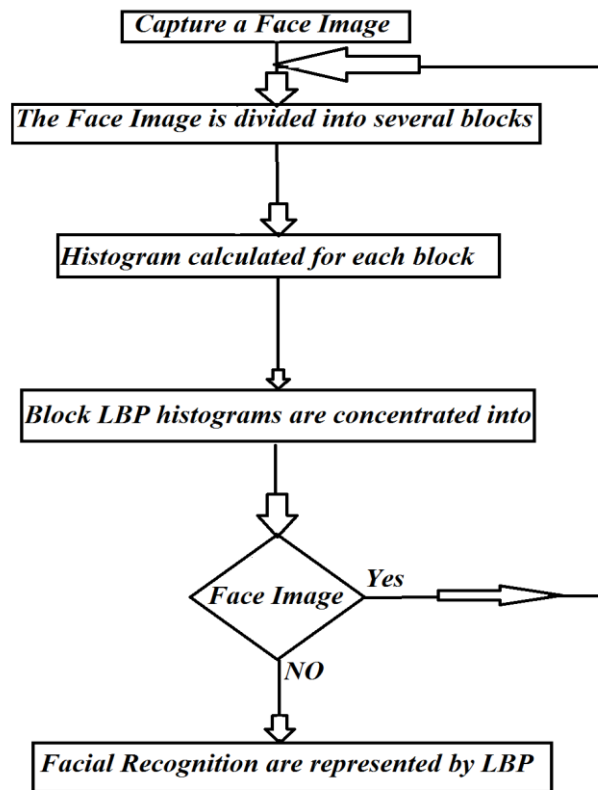 Capture a Face Image
The Face Image is divided into several blocks
Histogram calculated for each block
Block LBP histograms are concentrated into
Face Image
Yes
NO
Facial Recognition are represented by LBP